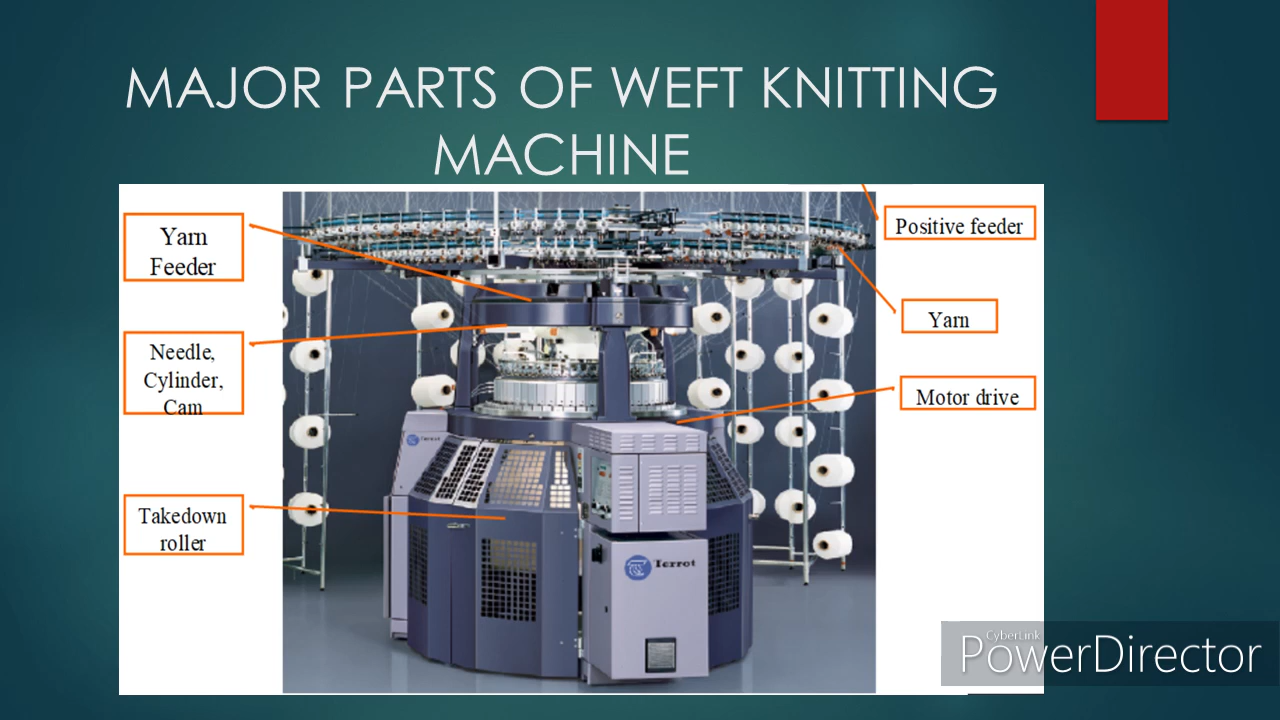 MAJOR PARTS OF WEFT KNITTING
MACHINE
Yarn
Feeder
Needle,
Cylinder,
Cam
Takedown
roller
Positive feeder
Yarn
Motor drive
Terrot
Terrot
CyberLink
PowerDirector